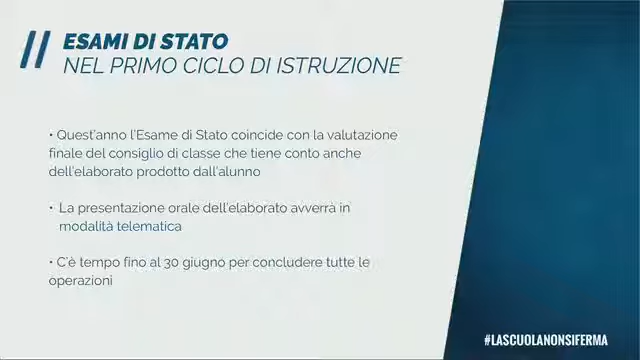 // ESAMI DI STATO
NEL PRIMO CICLO DI ISTRUZIONE
• Quest'anno l'Esame di Stato coincide con la valutazione
finale del consiglio di classe che tiene conto anche
dell'elaborato prodotto dall'alunno
• La presentazione orale dell'elaborato avverrà in
modalità telematica
• C'è tempo fino al 30 giugno per concludere tutte le
operazioni
#LASCUOLANONSIFERMA